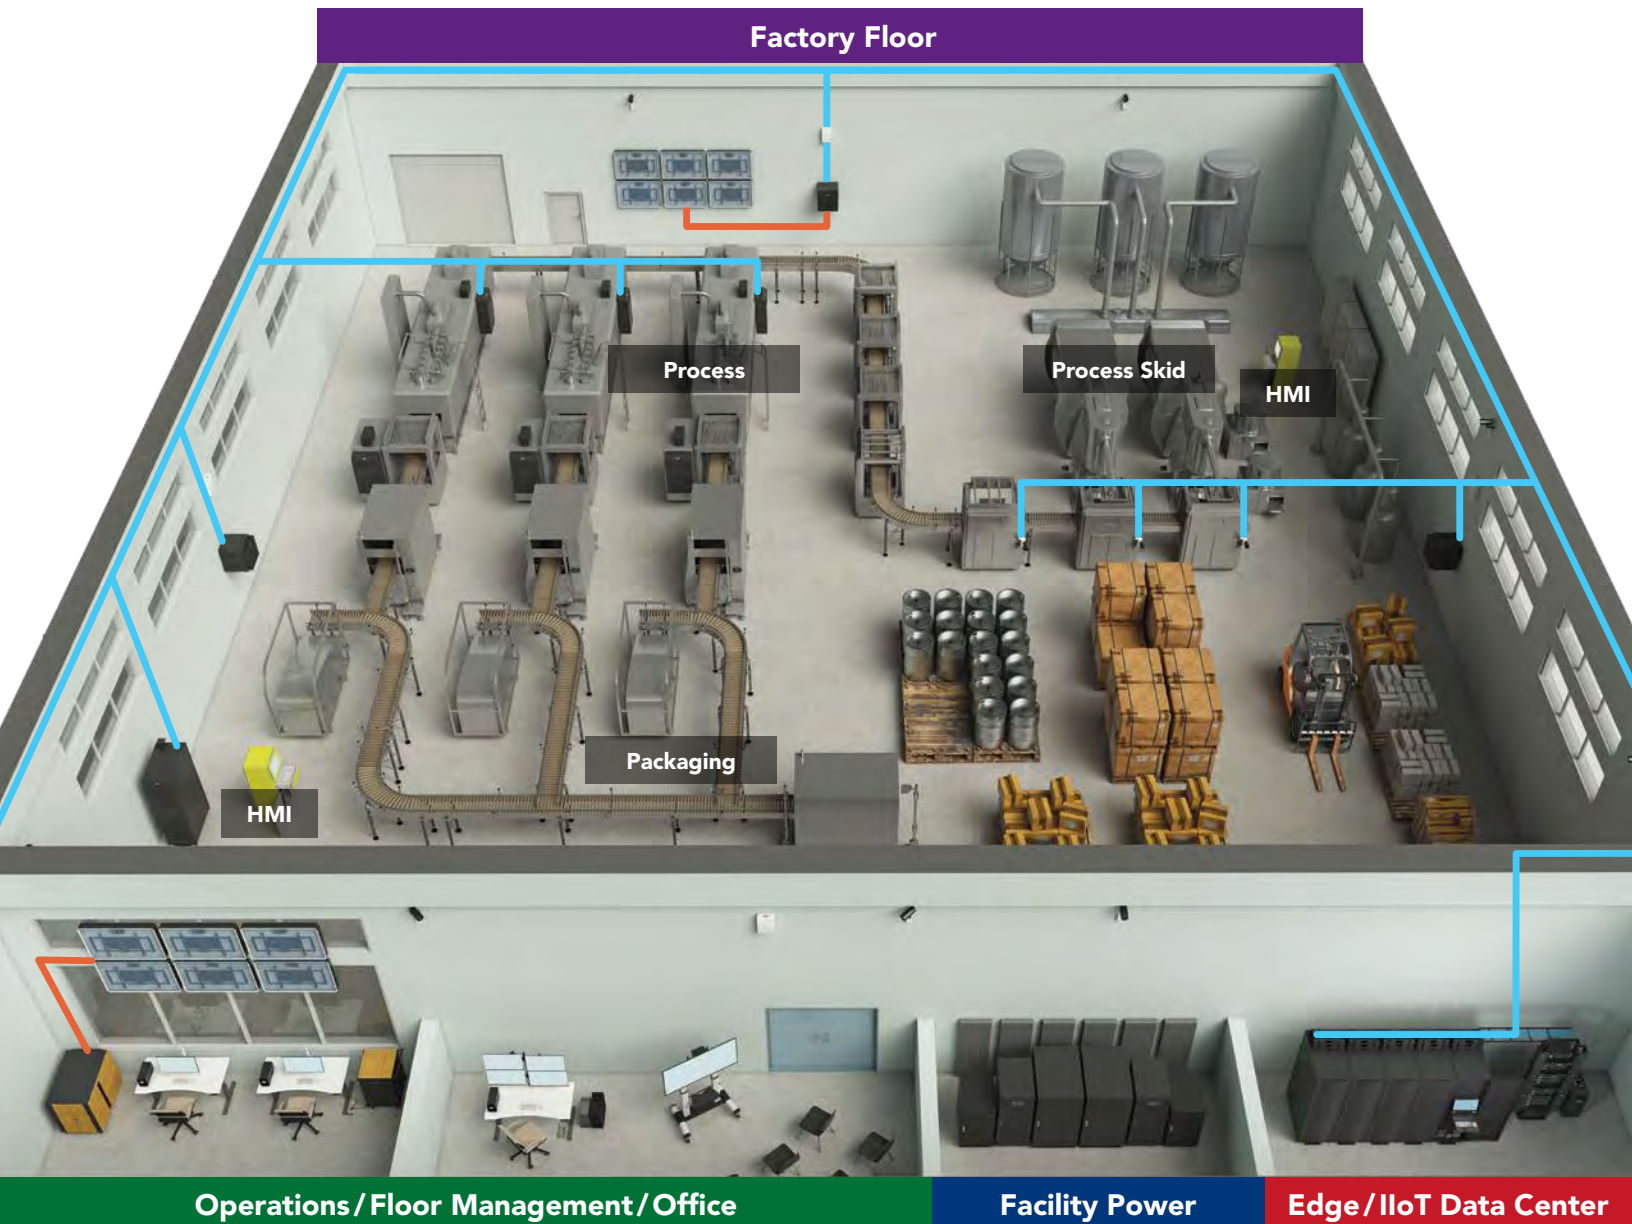 Factory Floor
Process
Process Skid
HMI
Packaging
HMI
Operations/Floor Management/Office
Facility Power
Edge/IIoT Data Center